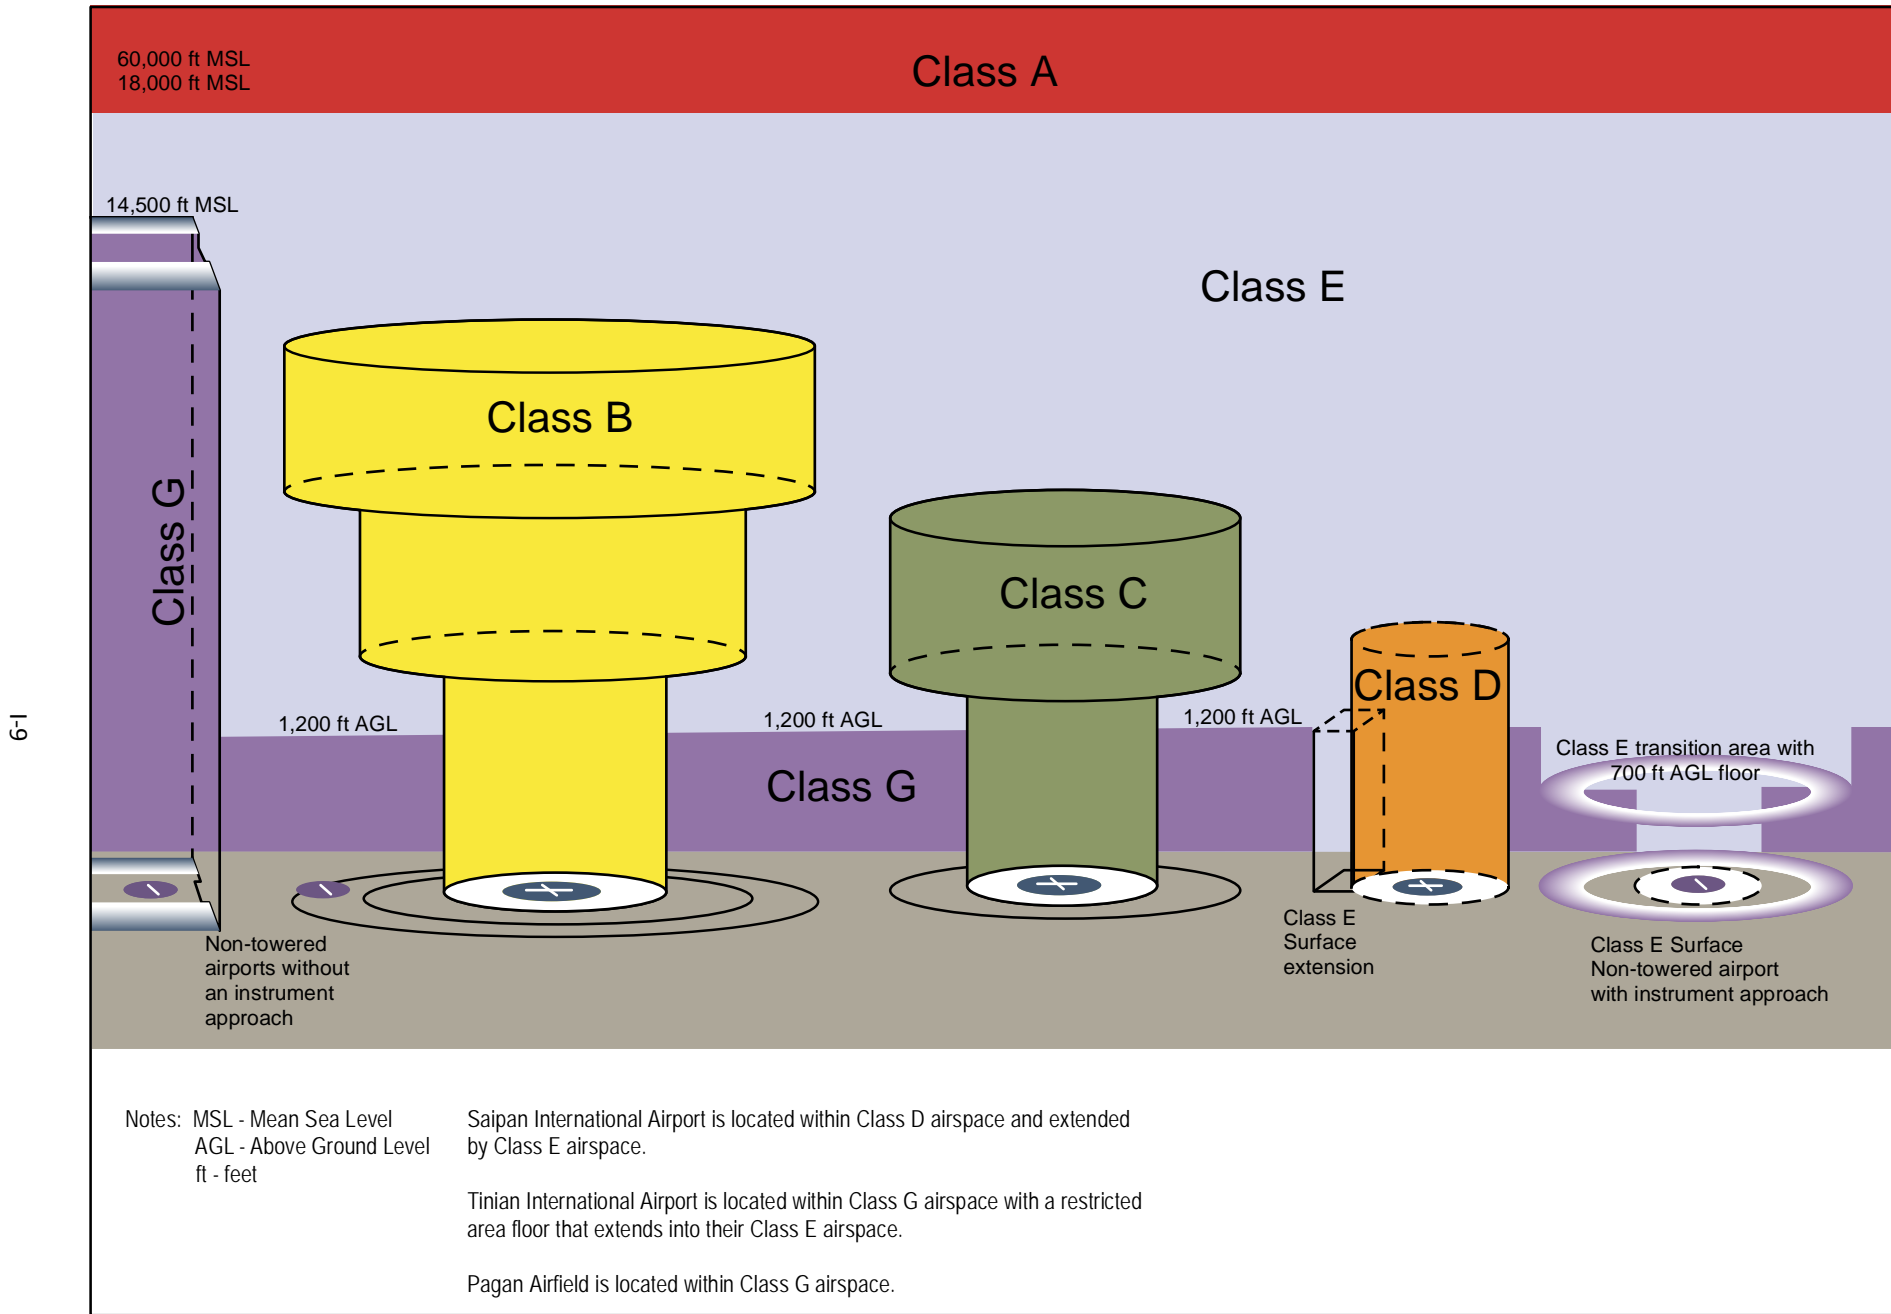 60,000 ft MSL
18,000 ft MSL
Class A
14,500 ft MSL
Class E
Class B
Class G
Class C
Class D
1,200 ft AGL
1,200 ft AGL
1,200 ft AGL
Class G
Class E transition area with
700 ft AGL floor
Non-towered
airports without
an instrument
approach
Class E
Surface
extension
Class E Surface
Non-towered airport
with instrument approach
I-9
Notes: MSL - Mean Sea Level
AGL - Above Ground Level
ft - feet
Saipan International Airport is located within Class D airspace and extended
by Class E airspace.
Tinian International Airport is located within Class G airspace with a restricted
area floor that extends into their Class E airspace.
Pagan Airfield is located within Class G airspace.